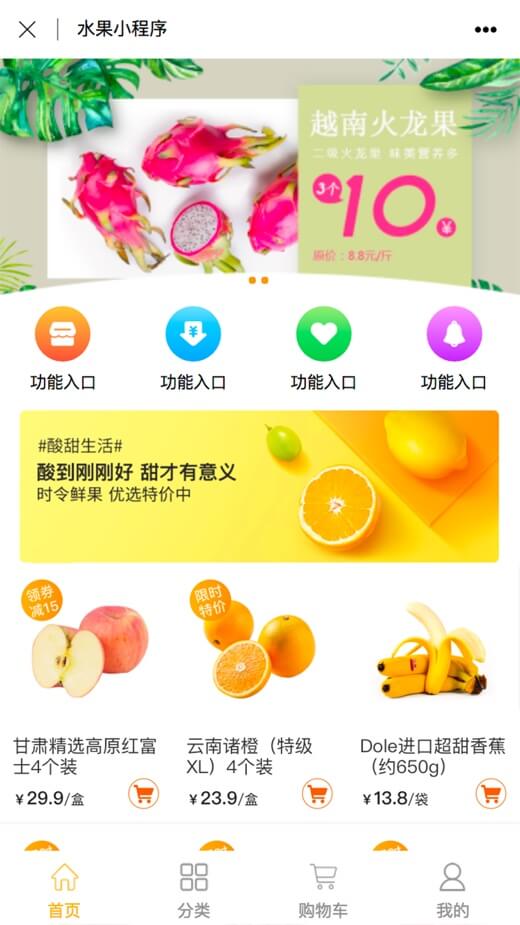 水果小程序
越南火龙果
二级火龙果 味美营养多
3个
10
¥
原价：8.8元/斤
功能入口
功能入口
功能入口
功能入口
#酸甜生活#
酸到刚刚好 甜才有意义
时令鲜果 优选特价中
领券
减15
限时
特价
甘肃精选高原红富
士4个装
¥29.9/盒
云南诸橙（特级
XL）4个装
¥23.9/盒
Dole进口超甜香蕉
（约650g）
¥13.8/袋
首页
分类
购物车
我的